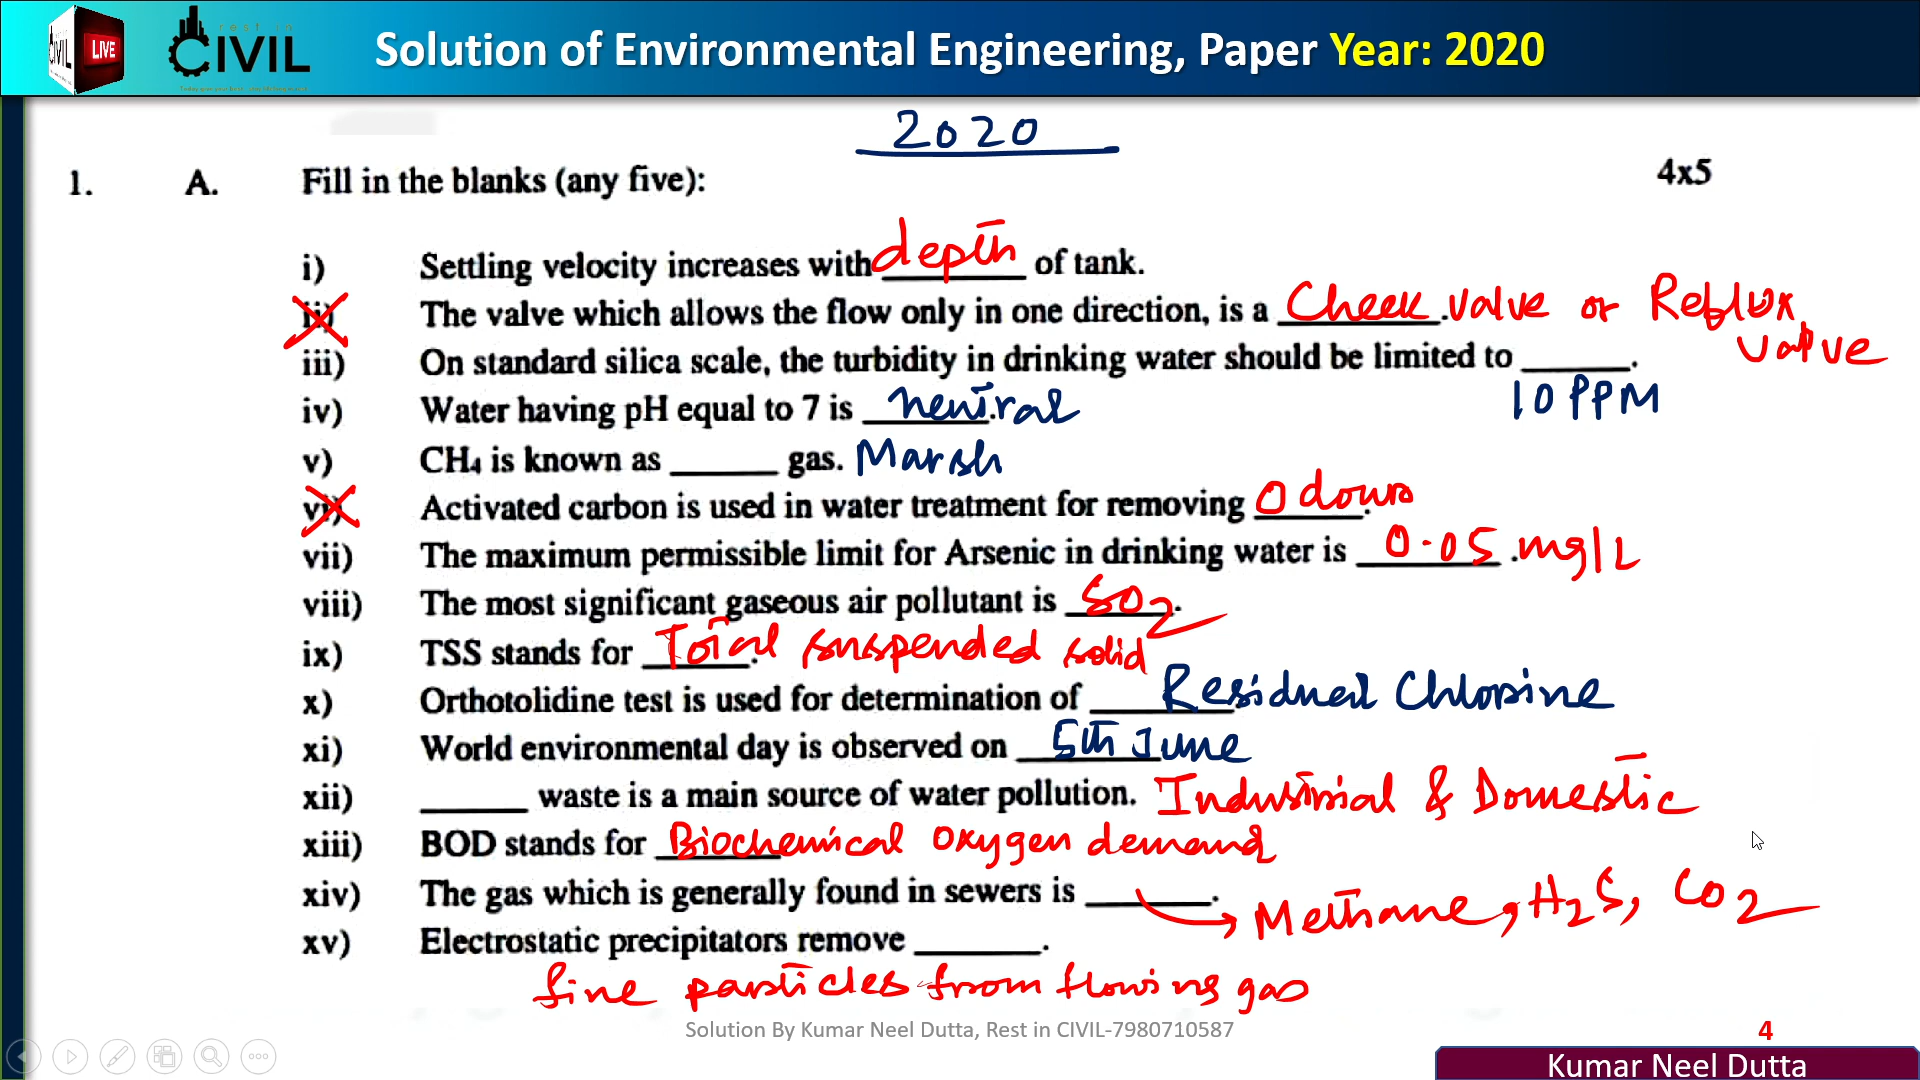 CIVIL LIVE rest in CIVIL Solution of Environmental Engineering, Paper Year: 2020
2020
1. A. Fill in the blanks (any five): 4x5
i) Settling velocity increases with depth of tank.
ii) The valve which allows the flow only in one direction, is a Check valve or Reflux valve
iii) On standard silica scale, the turbidity in drinking water should be limited to ______.
10 PPM
iv) Water having pH equal to 7 is neutral
v) CH₄ is known as ______ gas. Marsh
vi) Activated carbon is used in water treatment for removing Odours.
vii) The maximum permissible limit for Arsenic in drinking water is 0.05 mg/L
viii) The most significant gaseous air pollutant is SO2.
ix) TSS stands for Total suspended solid
x) Orthotolidine test is used for determination of Residual Chlorine
xi) World environmental day is observed on 5th June
xii) ______ waste is a main source of water pollution. Industrial & Domestic
xiii) BOD stands for Biochemical oxygen demand
xiv) The gas which is generally found in sewers is ______. Methane, H2S, CO2
xv) Electrostatic precipitators remove ______.
fine particles from flowing gas
Solution By Kumar Neel Dutta, Rest in CIVIL-7980710587 4
Kumar Neel Dutta